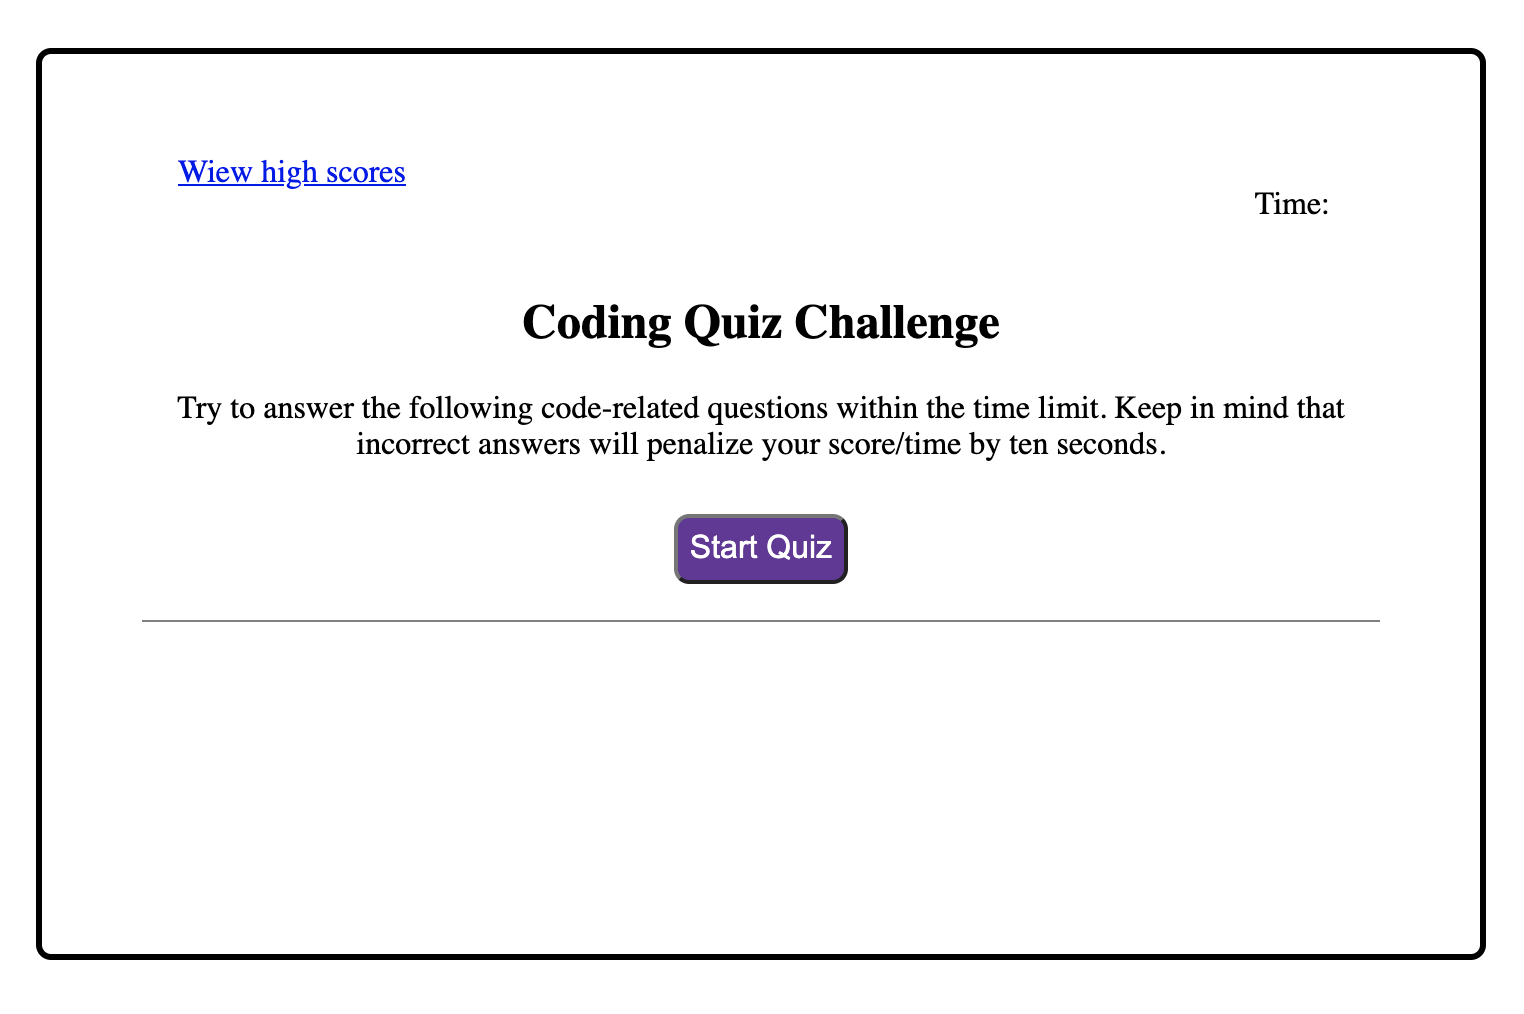 Wiew high scores
Time:
Coding Quiz Challenge
Try to answer the following code-related questions within the time limit. Keep in mind that
incorrect answers will penalize your score/time by ten seconds.
Start Quiz